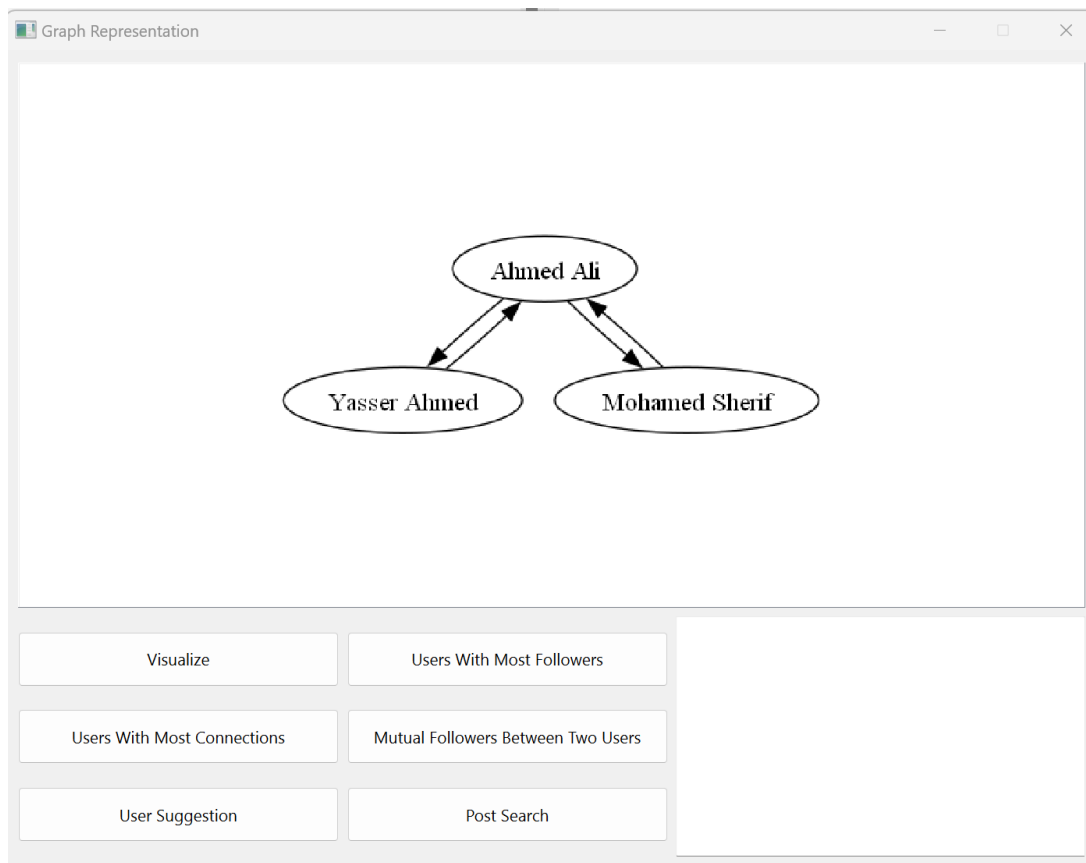 Graph Representation
Ahmed Ali
Yasser Ahmed
Mohamed Sherif
Visualize
Users With Most Followers
Users With Most Connections
Mutual Followers Between Two Users
User Suggestion
Post Search